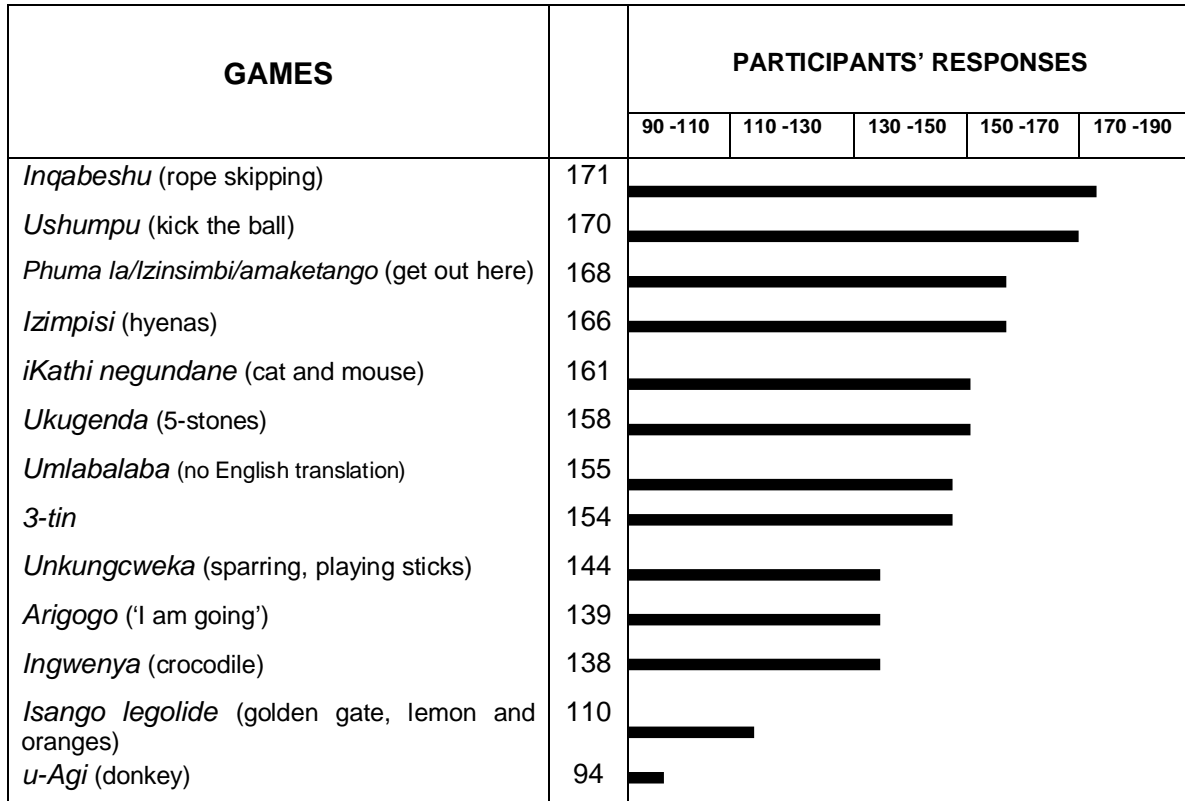 GAMES
PARTICIPANTS’ RESPONSES
90 -110 110 -130 130 -150 150 -170 170 -190
Inqabeshu (rope skipping) 171
Ushumpu (kick the ball) 170
Phuma la/Izinsimbi/amaketango (get out here) 168
Izimpisi (hyenas) 166
iKathi negundane (cat and mouse) 161
Ukugenda (5-stones) 158
Umlabalaba (no English translation) 155
3-tin 154
Unkungcweka (sparring, playing sticks) 144
Arigogo (‘I am going’) 139
Ingwenya (crocodile) 138
Isango legolide (golden gate, lemon and 110
oranges)
u-Agi (donkey) 94